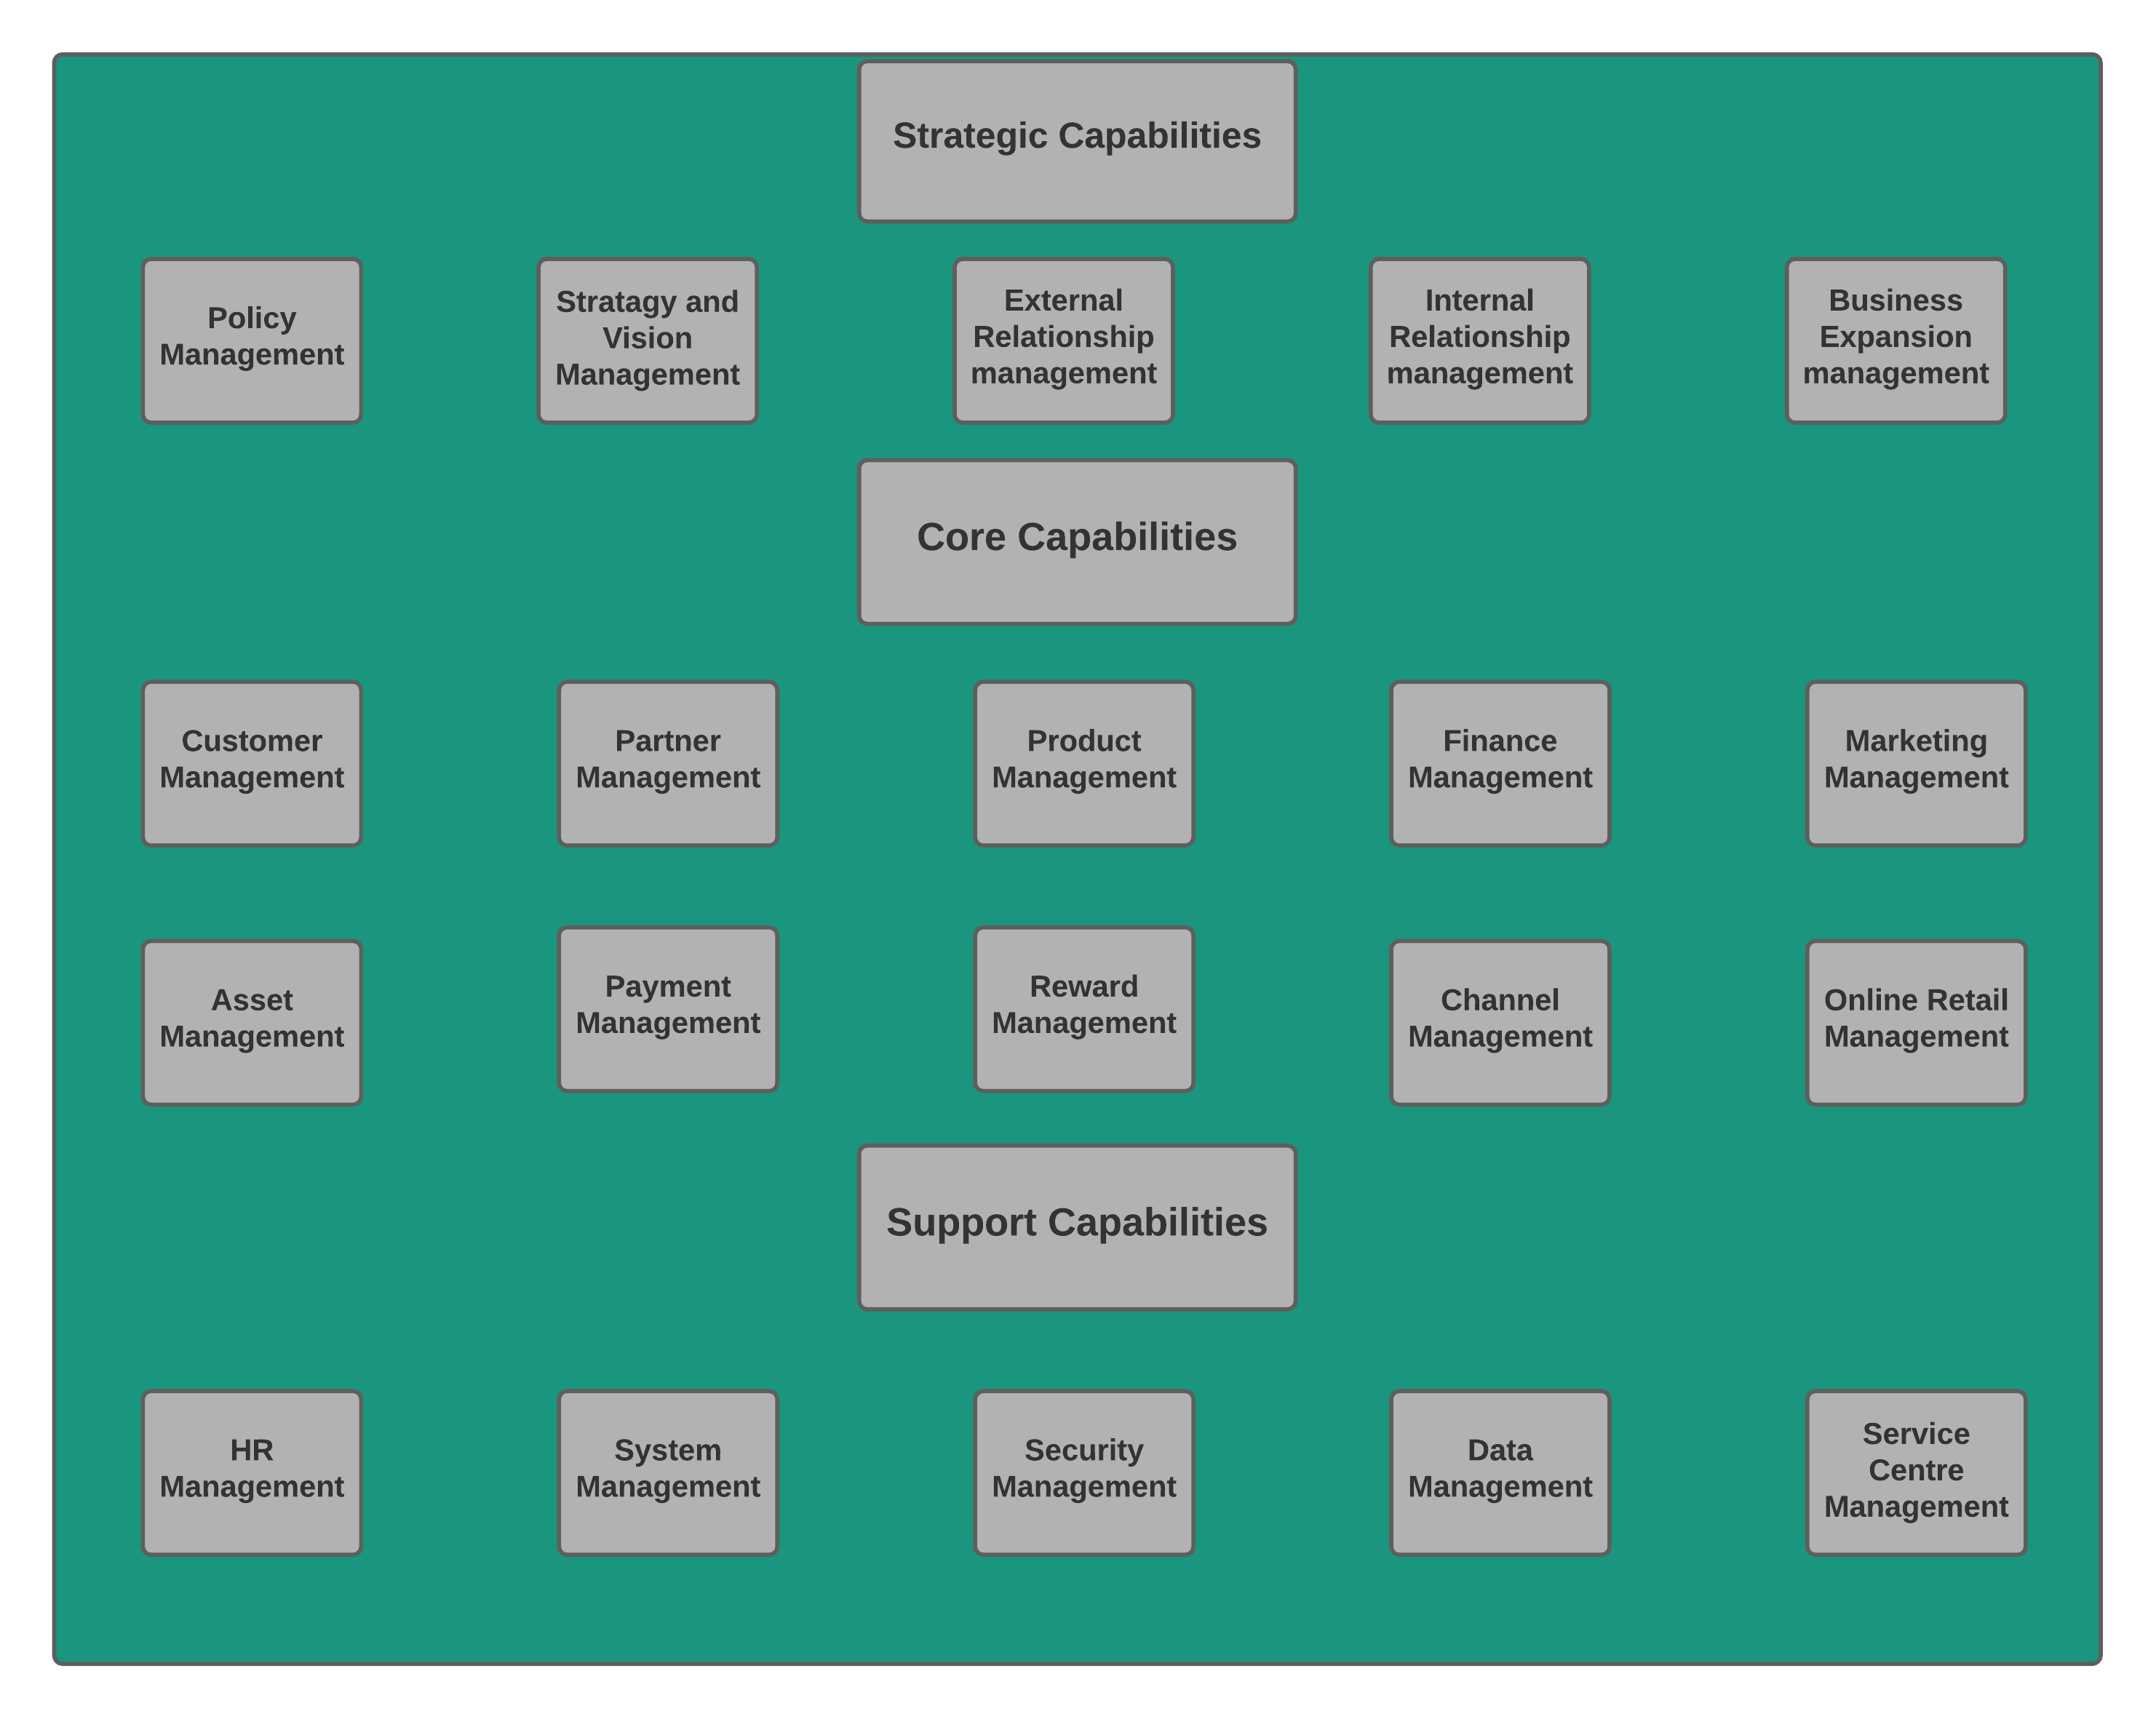 Strategic Capabilities
Policy
Management
Stratagy and
Vision
Management
External
Relationship
management
Internal
Relationship
management
Business
Expansion
management
Core Capabilities
Customer
Management
Partner
Management
Product
Management
Finance
Management
Marketing
Management
Asset
Management
Payment
Management
Reward
Management
Channel
Management
Online Retail
Management
Support Capabilities
HR
Management
System
Management
Security
Management
Data
Management
Service
Centre
Management